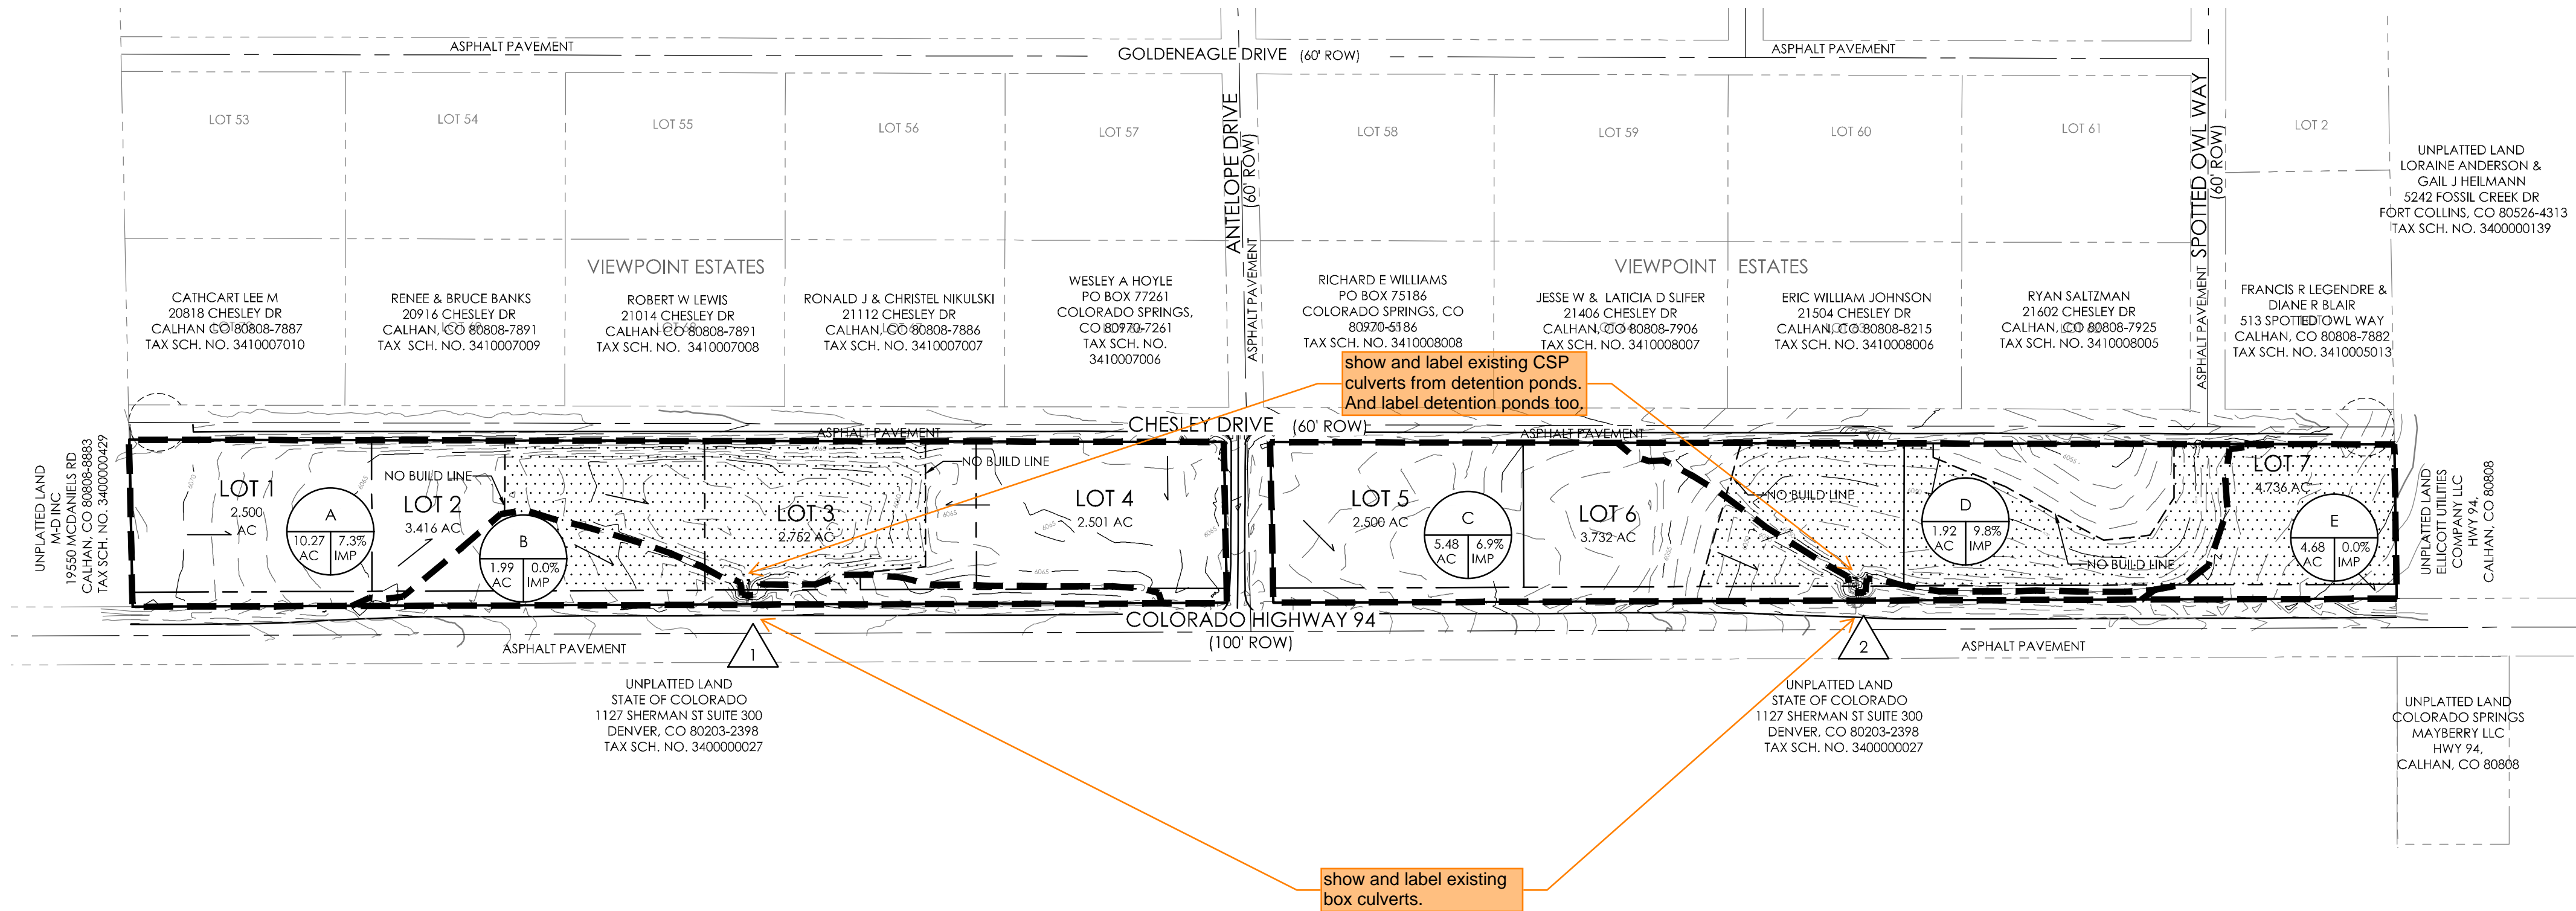 ASPHALT PAVEMENT
GOLDENEAGLE DRIVE (60' ROW)
ASPHALT PAVEMENT
LOT 53
LOT 54
LOT 55
LOT 56
LOT 57
ANTELOPE DRIVE
(60' ROW)
ASPHALT PAVEMENT
LOT 58
LOT 59
LOT 60
LOT 61
SPOTTED OWL WAY
(60' ROW)
ASPHALT PAVEMENT
LOT 2
UNPLATTED LAND
LORAINE ANDERSON &
GAIL J HEILMANN
5242 FOSSIL CREEK DR
FORT COLLINS, CO 80526-4313
TAX SCH. NO. 3400000139
VIEWPOINT ESTATES
VIEWPOINT ESTATES
CATHCART LEE M
20818 CHESLEY DR
CALHAN CO 80808-7887
TAX SCH. NO. 3410007010
RENEE & BRUCE BANKS
20916 CHESLEY DR
CALHAN, CO 80808-7891
TAX SCH. NO. 3410007009
ROBERT W LEWIS
21014 CHESLEY DR
CALHAN CO 80808-7891
TAX SCH. NO. 3410007008
RONALD J & CHRISTEL NIKULSKI
21112 CHESLEY DR
CALHAN, CO 80808-7886
TAX SCH. NO. 3410007007
WESLEY A HOYLE
PO BOX 77261
COLORADO SPRINGS,
CO 80970-7261
TAX SCH. NO.
3410007006
RICHARD E WILLIAMS
PO BOX 75186
COLORADO SPRINGS, CO
80970-5186
TAX SCH. NO. 3410008008
JESSE W & LATICIA D SLIFER
21406 CHESLEY DR
CALHAN, CO 80808-7906
TAX SCH. NO. 3410008007
ERIC WILLIAM JOHNSON
21504 CHESLEY DR
CALHAN, CO 80808-8215
TAX SCH. NO. 3410008006
RYAN SALTZMAN
21602 CHESLEY DR
CALHAN, CO 80808-7925
TAX SCH. NO. 3410008005
FRANCIS R LEGENDRE &
DIANE R BLAIR
513 SPOTTED OWL WAY
CALHAN, CO 80808-7882
TAX SCH. NO. 3410005013
show and label existing CSP
culverts from detention ponds.
And label detention ponds too.
CHESLEY DRIVE (60' ROW)
ASPHALT PAVEMENT
ASPHALT PAVEMENT
UNPLATTED LAND
M-D INC
19550 MCDANIELS RD
CALHAN, CO 80808-8883
TAX SCH. NO. 3400000429
LOT 1
2.500
AC
A
10.27 AC
7.3% IMP
NO BUILD LINE
LOT 2
3.416 AC
B
1.99 AC
0.0% IMP
LOT 3
2.752 AC
NO BUILD LINE
LOT 4
2.501 AC
LOT 5
2.500 AC
C
5.48 AC
6.9% IMP
LOT 6
3.732 AC
NO BUILD LINE
D
1.92 AC
9.8% IMP
NO BUILD LINE
LOT 7
4.736 AC
E
4.68 AC
0.0% IMP
6065
6065
6065
6055
UNPLATTED LAND
ELLICOTT UTILITIES
COMPANY LLC
HWY 94,
CALHAN, CO 80808
COLORADO HIGHWAY 94
(100' ROW)
ASPHALT PAVEMENT
1
2
ASPHALT PAVEMENT
UNPLATTED LAND
STATE OF COLORADO
1127 SHERMAN ST SUITE 300
DENVER, CO 80203-2398
TAX SCH. NO. 3400000027
UNPLATTED LAND
STATE OF COLORADO
1127 SHERMAN ST SUITE 300
DENVER, CO 80203-2398
TAX SCH. NO. 3400000027
UNPLATTED LAND
COLORADO SPRINGS
MAYBERRY LLC
HWY 94,
CALHAN, CO 80808
show and label existing
box culverts.